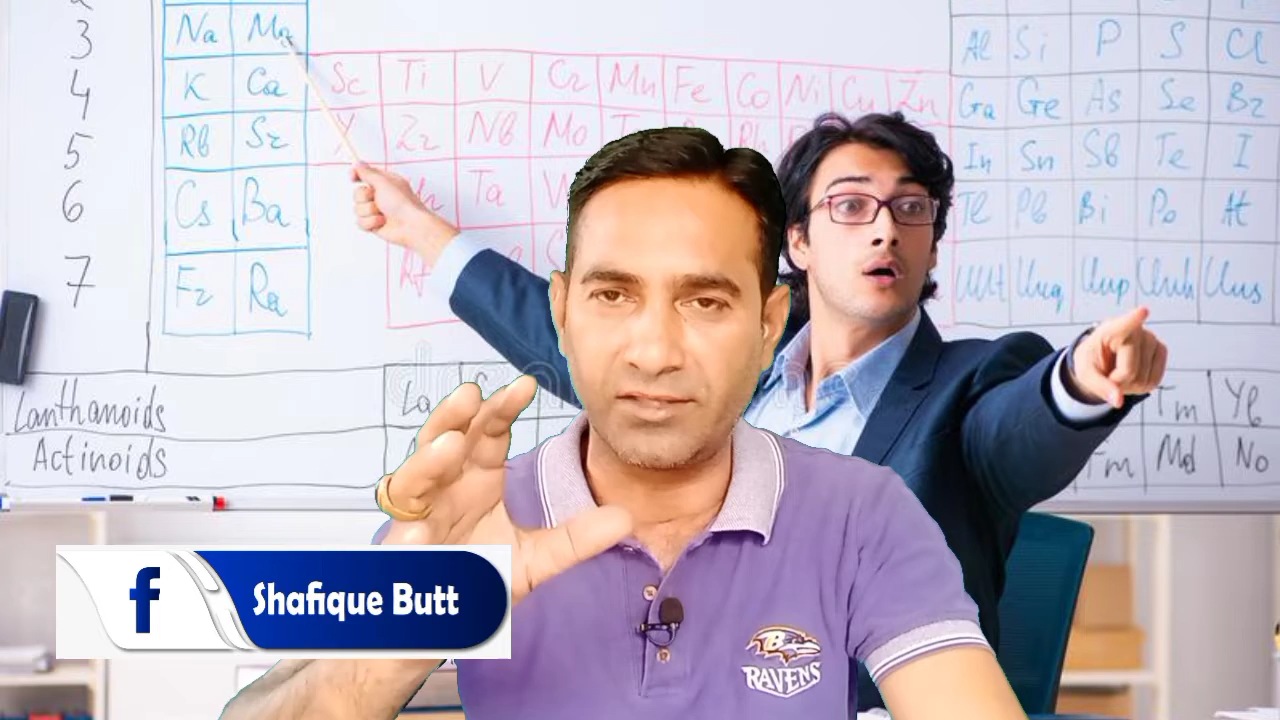 3 Na Mg Al Si P S Cl
4 K Ca Sc Ti V Cr Mn Fe Co Ni Cu Zn Ga Ge As Se Br
5 Rb Sr Y Zr Nb Mo In Sn Sb Te I
6 Cs Ba Ta W Tl Pb Bi Po At
7 Fr Ra Rf Uut Uuq Uup Uuh Uus
Lanthanoids La Tm Yb
Actinoids Fm Md No
f Shafique Butt
B
RAVENS